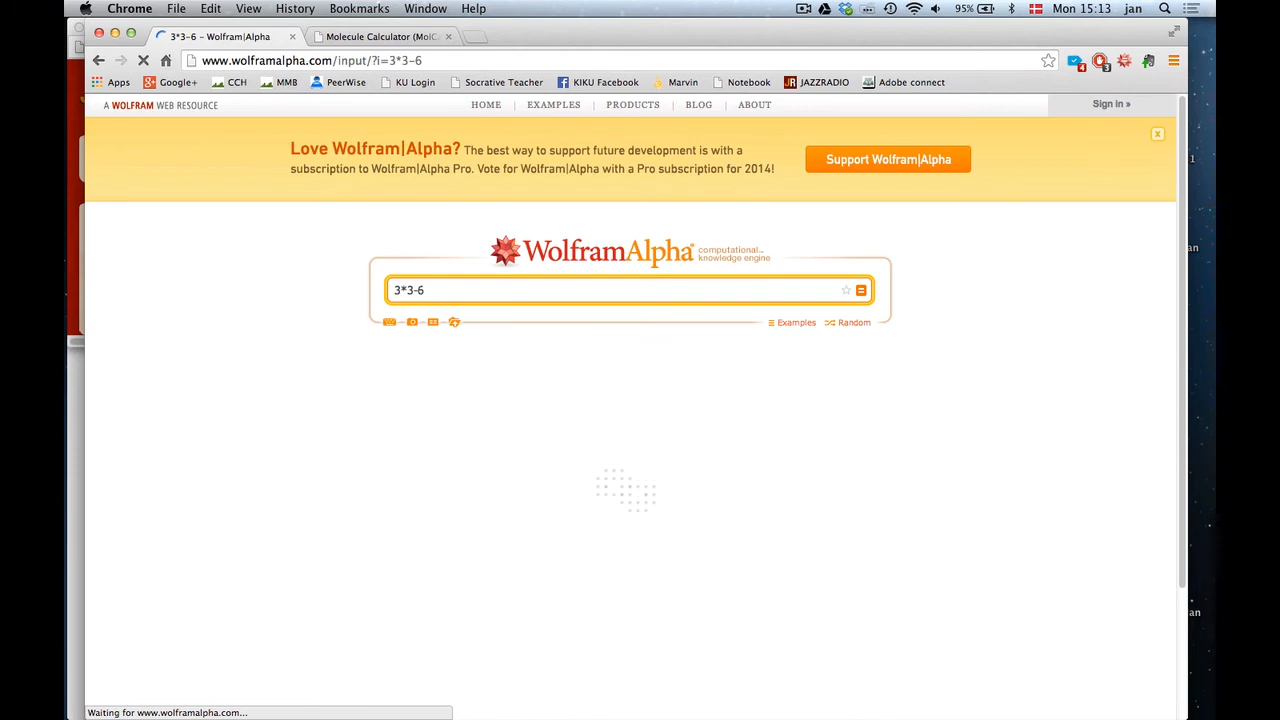 Chrome File Edit View History Bookmarks Window Help 95% Mon 15:13 jan
3*3-6 – Wolfram|Alpha × Molecule Calculator (MolC ×
www.wolframalpha.com/input/?i=3*3-6 4 3
Apps Google+ CCH MMB PeerWise KU Login Socrative Teacher KIKU Facebook Marvin Notebook JAZZRADIO Adobe connect
A WOLFRAM WEB RESOURCE HOME | EXAMPLES | PRODUCTS | BLOG | ABOUT Sign in »
Love Wolfram|Alpha? The best way to support future development is with a
subscription to Wolfram|Alpha Pro. Vote for Wolfram|Alpha with a Pro subscription for 2014!
Support Wolfram|Alpha
x
1
WolframAlpha computational...
knowledge engine
an
3*3-6
Examples Random
an
Waiting for www.wolframalpha.com...